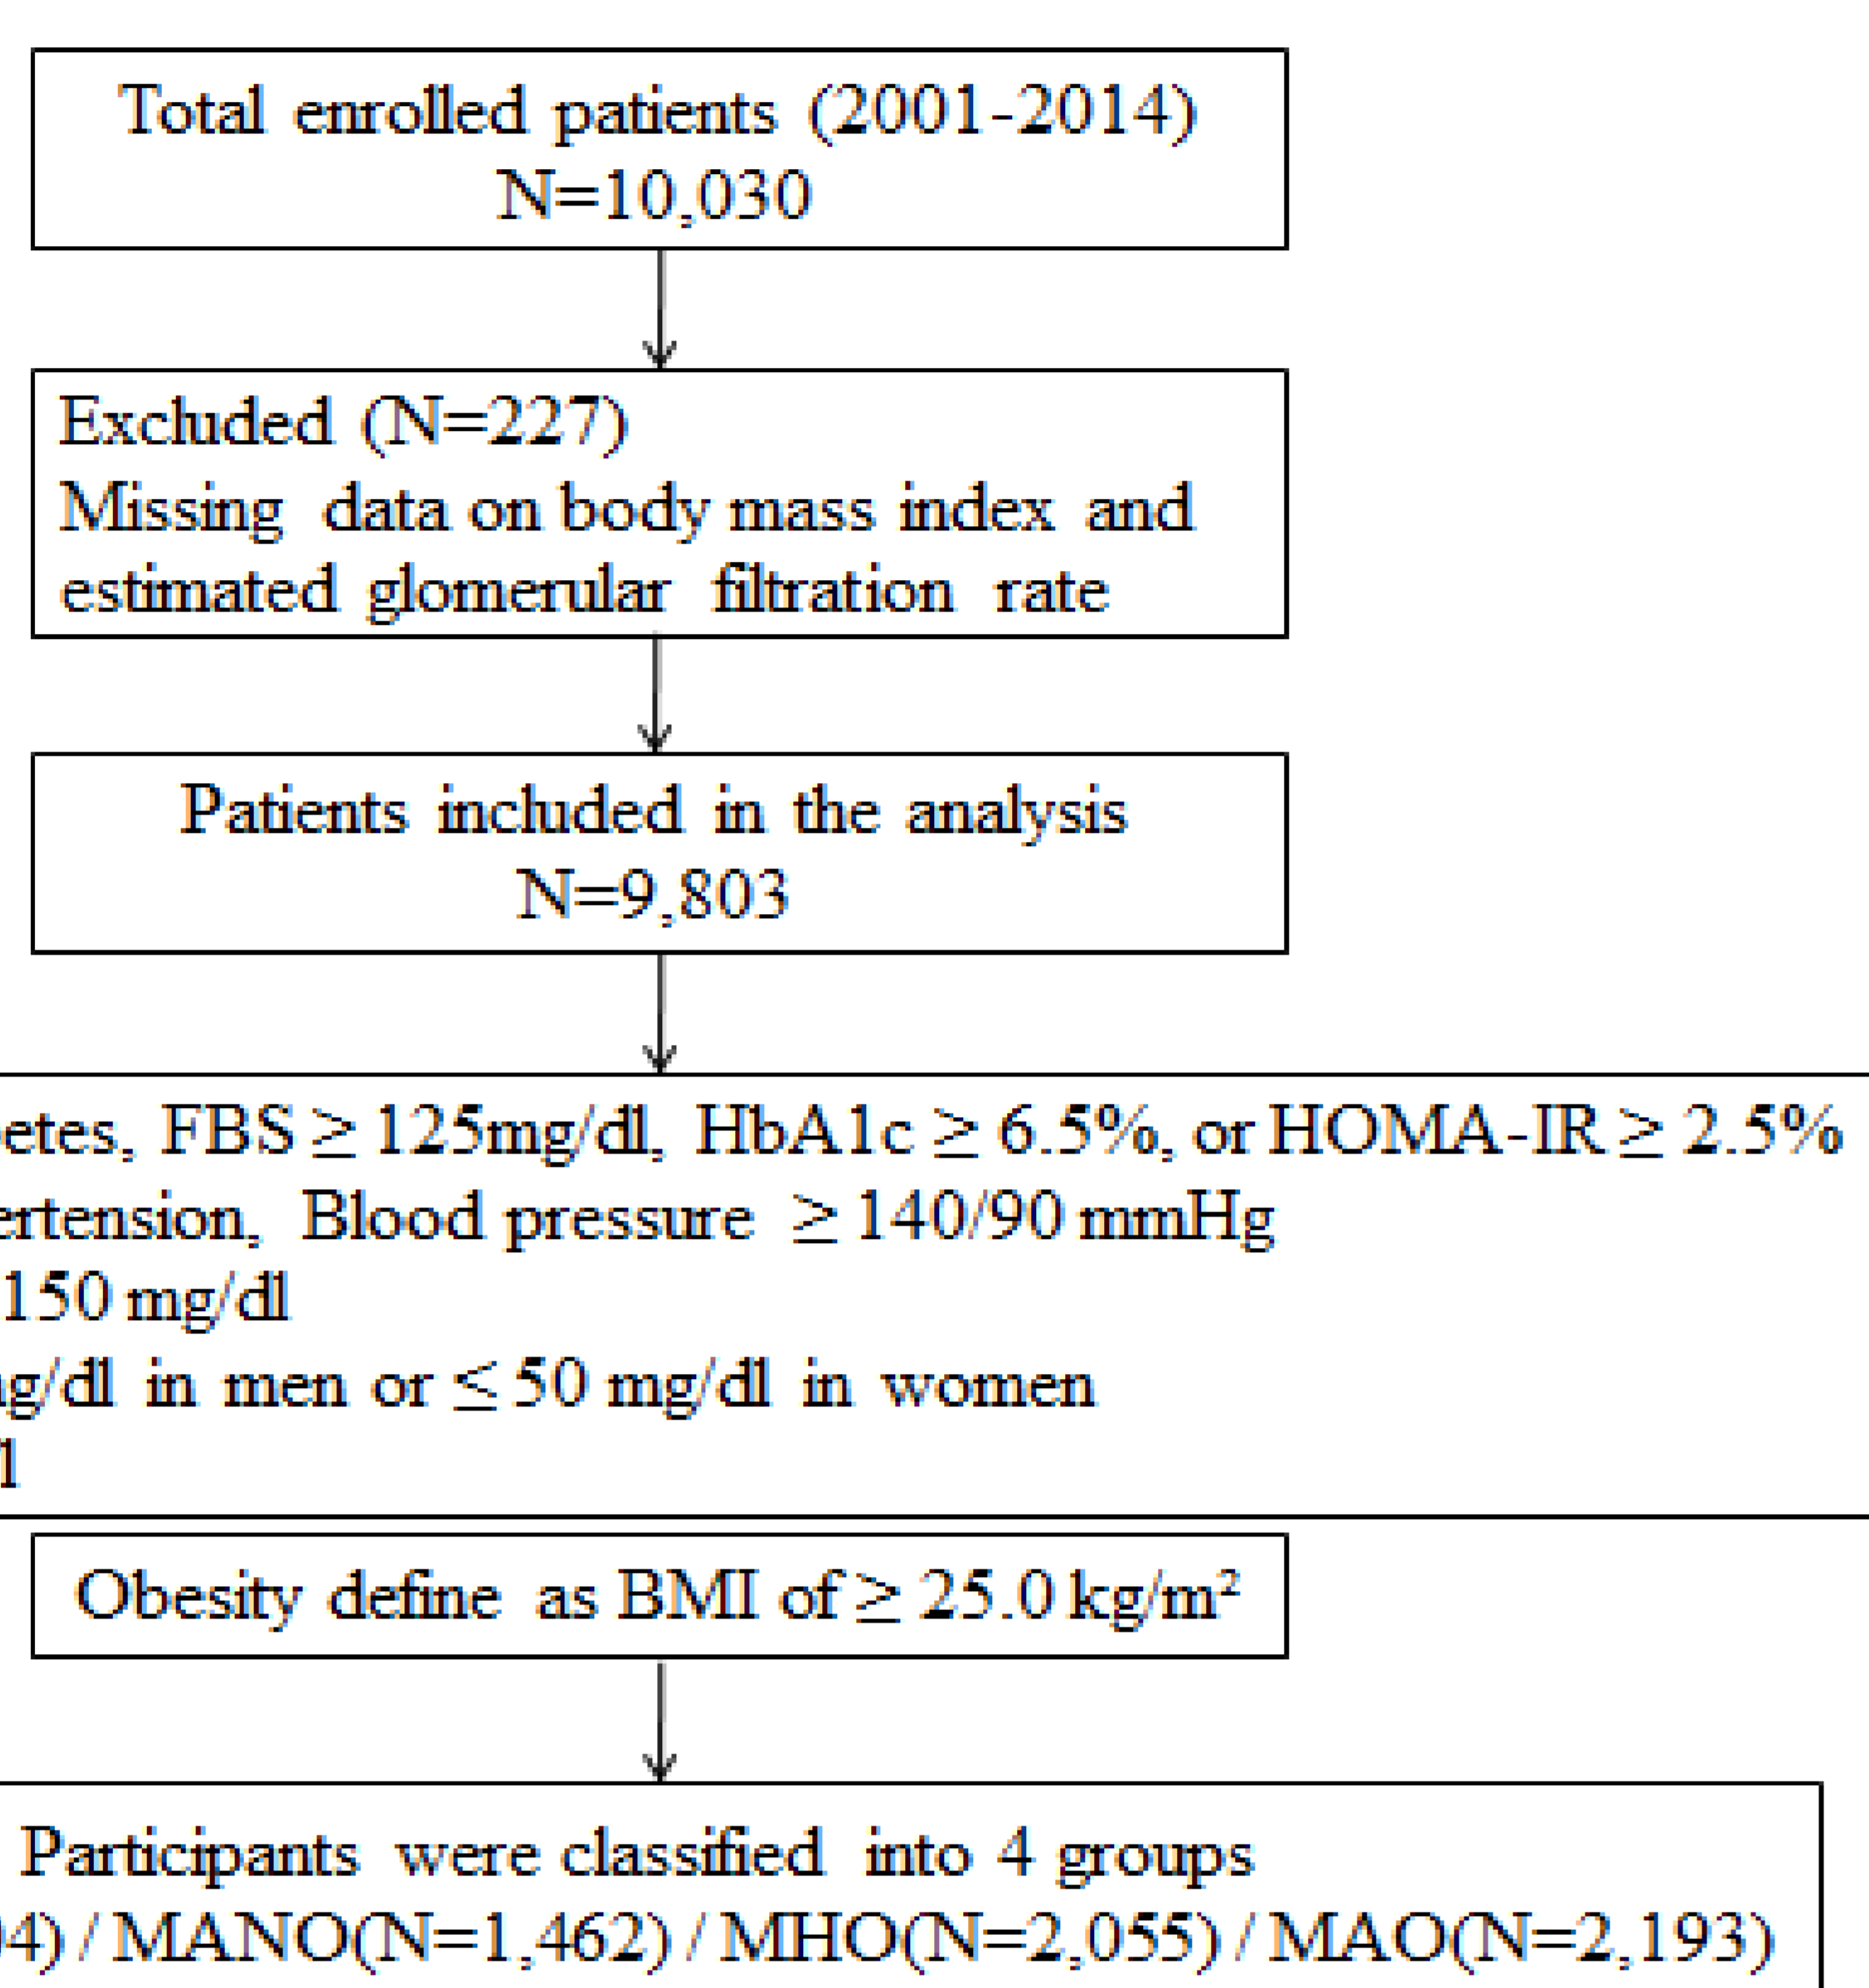 Total enrolled patients (2001-2014)
N=10,030
Excluded (N=227)
Missing data on body mass index and
estimated glomerular filtration rate
Patients included in the analysis
N=9,803
etes, FBS ≥ 125mg/dl, HbA1c ≥ 6.5%, or HOMA-IR ≥ 2.5%
ertension, Blood pressure ≥ 140/90 mmHg
150 mg/dl
g/dl in men or ≤ 50 mg/dl in women
l
Obesity define as BMI of ≥ 25.0 kg/m²
Participants were classified into 4 groups
4) / MANO(N=1,462) / MHO(N=2,055) / MAO(N=2,193)